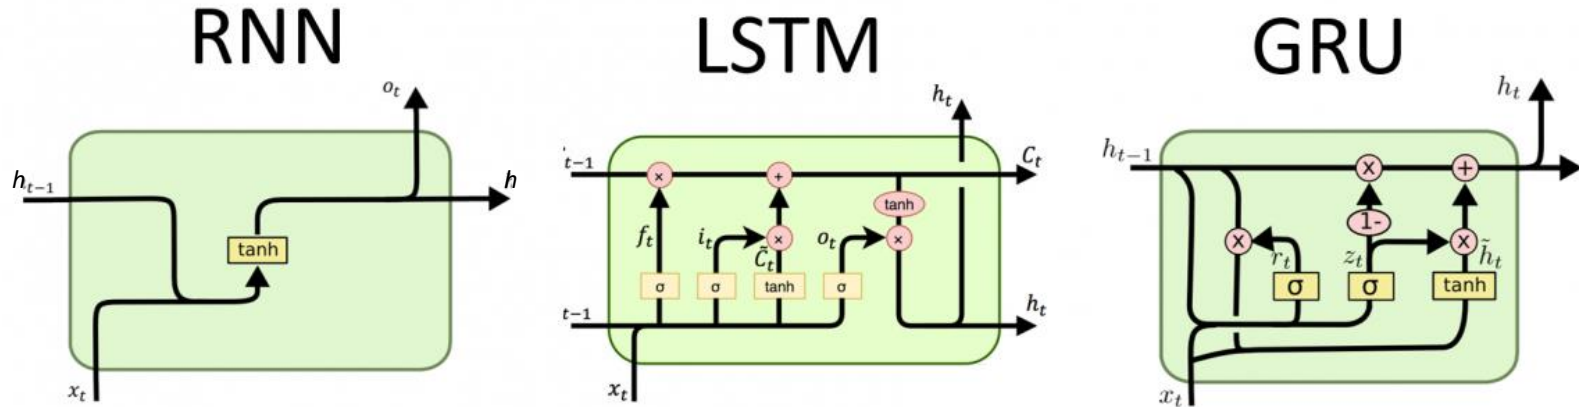 RNN
o_t
h_{t-1}
h
tanh
x_t
LSTM
h_t
t-1
C_t
×
+
tanh
f_t
i_t
×
C̃_t
o_t
×
σ
σ
tanh
σ
t-1
h_t
x_t
GRU
h_t
h_{t-1}
x
+
1-
x
r_t
z_t
x
h̃_t
σ
σ
tanh
x_t